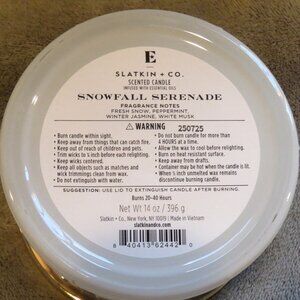 E
SLATKIN + CO.
SCENTED CANDLE
INFUSED WITH ESSENTIAL OILS
SNOWFALL SERENADE
FRAGRANCE NOTES
FRESH SNOW, PEPPERMINT,
WINTER JASMINE, WHITE MUSK
⚠ WARNING 250725
• Burn candle within sight.
• Keep away from things that can catch fire.
• Keep out of reach of children and pets.
• Trim wicks to ¼ inch before each relighting.
• Keep wicks centered.
• Keep all objects such as matches and
wick trimmings clear of the wax.
• Do not extinguish with water.
• Do not burn candle for more
than 4 HOURS at a time.
• Allow the wax to cool before relighting.
• Burn on heat resistant surface.
• Keep away from drafts.
• Container may be hot when the candle is lit.
• When ½ inch unmelted wax remains
discontinue burning candle.
SUGGESTION: USE LID TO EXTINGUISH CANDLE AFTER BURNING.
Burns 20-40 Hours
Net Wt 14 oz / 396 g
Slatkin + Co., New York, NY 10019 | Made in Vietnam
slatkinandco.com
8 40413 62442 0